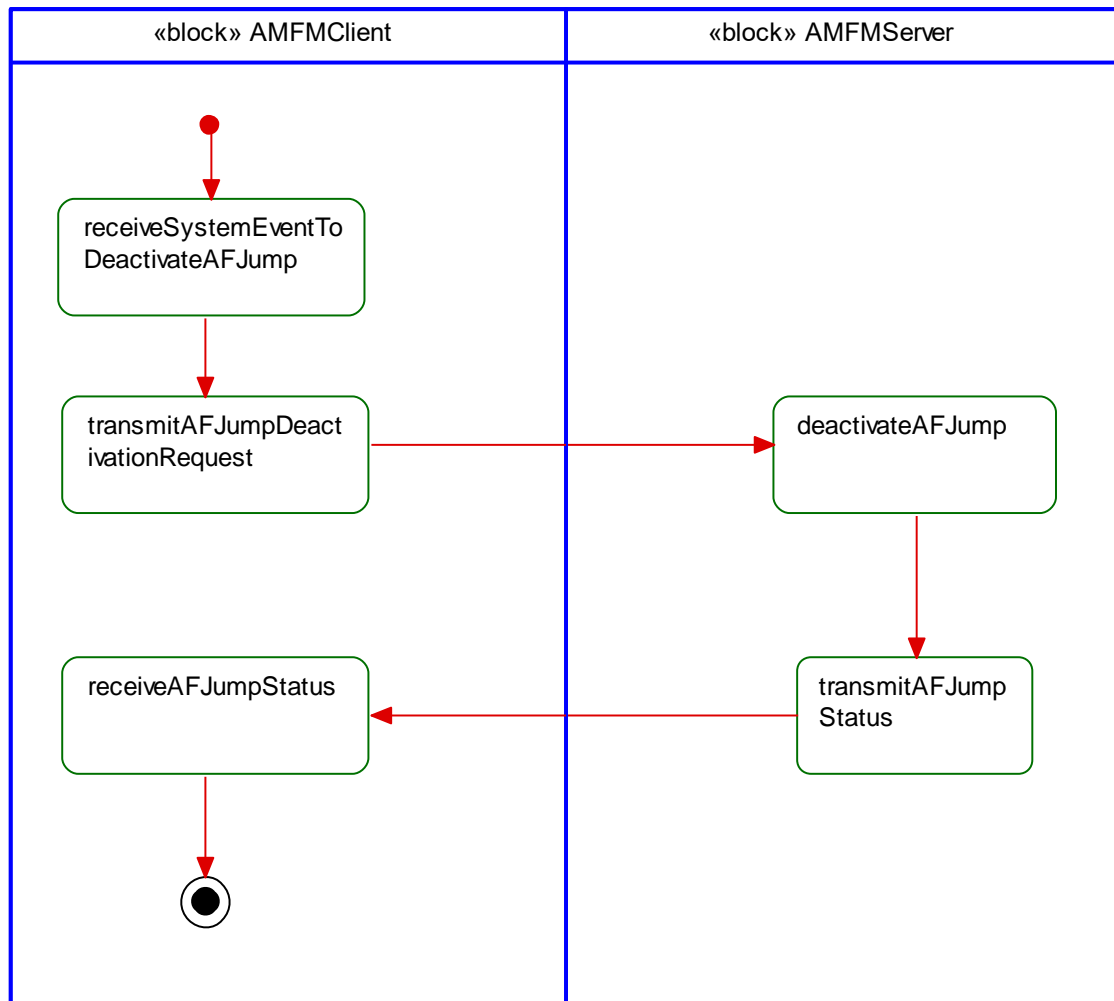 «block» AMFMClient
«block» AMFMServer
receiveSystemEventTo
DeactivateAFJump
transmitAFJumpDeact
ivationRequest
deactivateAFJump
receiveAFJumpStatus
transmitAFJump
Status